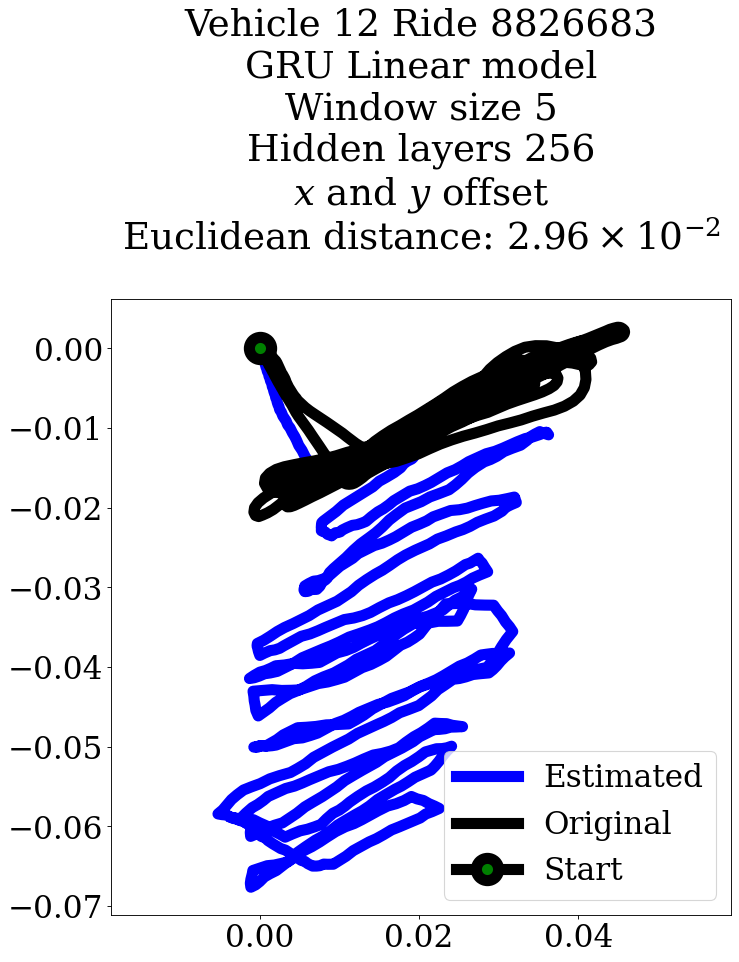 Vehicle 12 Ride 8826683
GRU Linear model
Window size 5
Hidden layers 256
x and y offset
Euclidean distance: 2.96 × 10⁻²
0.00
−0.01
−0.02
−0.03
−0.04
−0.05
−0.06
−0.07
0.00 0.02 0.04
Estimated
Original
Start